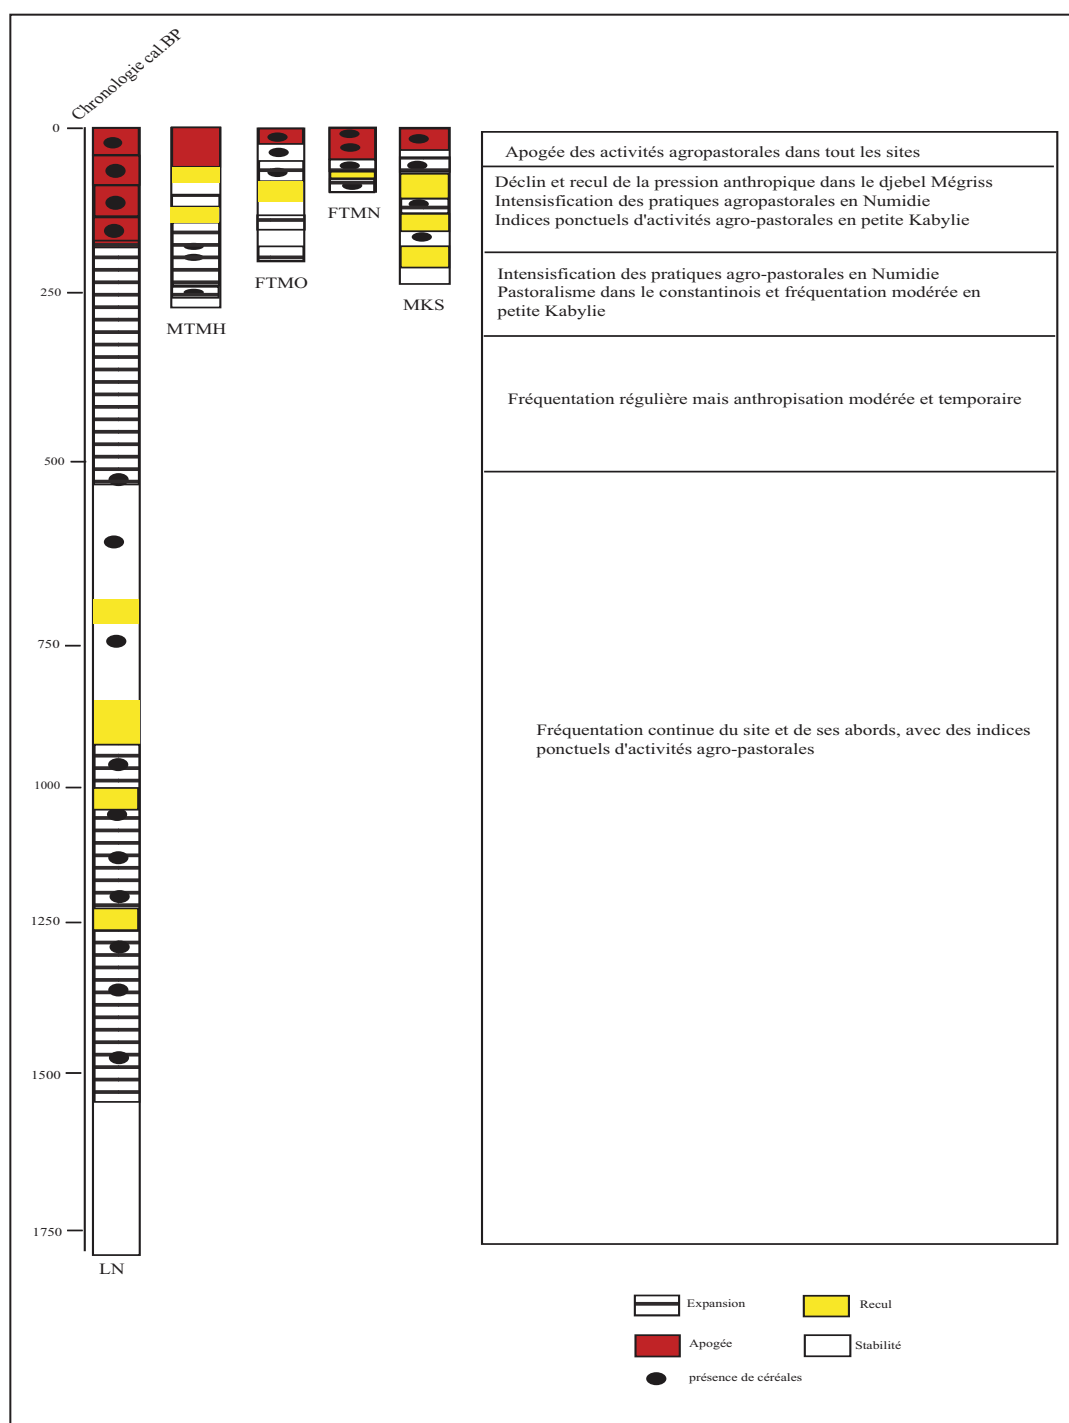 Chronologie cal.BP
0
250
500
750
1000
1250
1500
1750
LN
MTMH
FTMO
FTMN
MKS
Apogée des activités agropastorales dans tout les sites
Déclin et recul de la pression anthropique dans le djebel Mégriss
Intensisfication des pratiques agropastorales en Numidie
Indices ponctuels d'activités agro-pastorales en petite Kabylie
Intensisfication des pratiques agro-pastorales en Numidie
Pastoralisme dans le constantinois et fréquentation modérée en
petite Kabylie
Fréquentation régulière mais anthropisation modérée et temporaire
Fréquentation continue du site et de ses abords, avec des indices
ponctuels d'activités agro-pastorales
Expansion
Recul
Apogée
Stabilité
présence de céréales